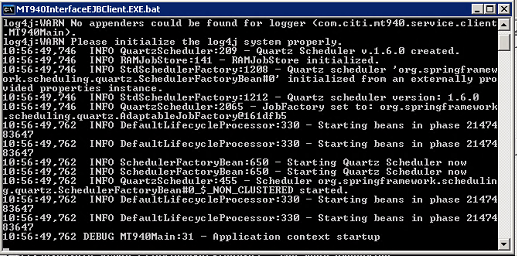 MT940InterfaceEJBClient.EXE.bat
log4j:WARN No appenders could be found for logger (com.citi.mt940.service.client
.MT940Main).
log4j:WARN Please initialize the log4j system properly.
10:56:49,746  INFO QuartzScheduler:209 - Quartz Scheduler v.1.6.0 created.
10:56:49,746  INFO RAMJobStore:141 - RAMJobStore initialized.
10:56:49,746  INFO StdSchedulerFactory:1208 - Quartz scheduler 'org.springframew
ork.scheduling.quartz.SchedulerFactoryBean#0' initialized from an externally pro
vided properties instance.
10:56:49,746  INFO StdSchedulerFactory:1212 - Quartz scheduler version: 1.6.0
10:56:49,746  INFO QuartzScheduler:2065 - JobFactory set to: org.springframework
.scheduling.quartz.AdaptableJobFactory@161dfb5
10:56:49,762  INFO DefaultLifecycleProcessor:330 - Starting beans in phase 21474
83647
10:56:49,762  INFO DefaultLifecycleProcessor:330 - Starting beans in phase 21474
83647
10:56:49,762  INFO SchedulerFactoryBean:650 - Starting Quartz Scheduler now
10:56:49,762  INFO SchedulerFactoryBean:650 - Starting Quartz Scheduler now
10:56:49,762  INFO QuartzScheduler:455 - Scheduler org.springframework.schedulin
g.quartz.SchedulerFactoryBean#0_$_NON_CLUSTERED started.
10:56:49,762  INFO DefaultLifecycleProcessor:330 - Starting beans in phase 21474
83647
10:56:49,762  INFO DefaultLifecycleProcessor:330 - Starting beans in phase 21474
83647
10:56:49,762 DEBUG MT940Main:31 - Application context startup